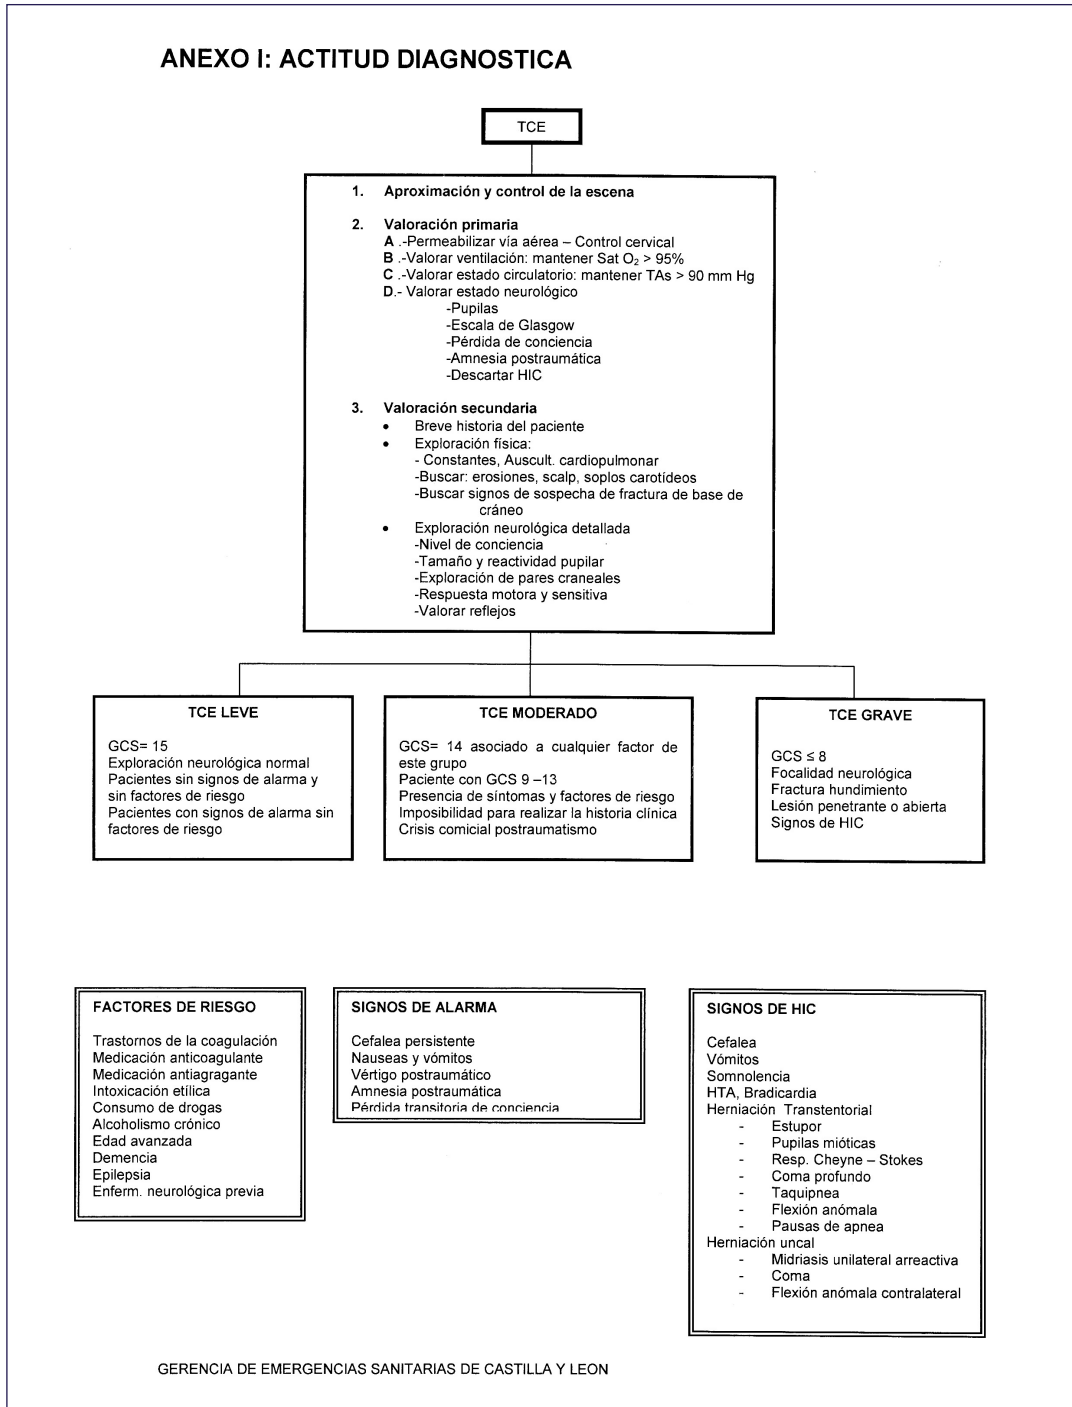 ANEXO I: ACTITUD DIAGNOSTICA
TCE
1. Aproximación y control de la escena
2. Valoración primaria
A .-Permeabilizar vía aérea – Control cervical
B .-Valorar ventilación: mantener Sat O₂ > 95%
C .-Valorar estado circulatorio: mantener TAs > 90 mm Hg
D.- Valorar estado neurológico
-Pupilas
-Escala de Glasgow
-Pérdida de conciencia
-Amnesia postraumática
-Descartar HIC
3. Valoración secundaria
• Breve historia del paciente
• Exploración física:
- Constantes, Auscult. cardiopulmonar
-Buscar: erosiones, scalp, soplos carotídeos
-Buscar signos de sospecha de fractura de base de
cráneo
• Exploración neurológica detallada
-Nivel de conciencia
-Tamaño y reactividad pupilar
-Exploración de pares craneales
-Respuesta motora y sensitiva
-Valorar reflejos
TCE LEVE
GCS= 15
Exploración neurológica normal
Pacientes sin signos de alarma y
sin factores de riesgo
Pacientes con signos de alarma sin
factores de riesgo
TCE MODERADO
GCS= 14 asociado a cualquier factor de
este grupo
Paciente con GCS 9 –13
Presencia de síntomas y factores de riesgo
Imposibilidad para realizar la historia clínica
Crisis comicial postraumatismo
TCE GRAVE
GCS ≤ 8
Focalidad neurológica
Fractura hundimiento
Lesión penetrante o abierta
Signos de HIC
FACTORES DE RIESGO
Trastornos de la coagulación
Medicación anticoagulante
Medicación antiagragante
Intoxicación etílica
Consumo de drogas
Alcoholismo crónico
Edad avanzada
Demencia
Epilepsia
Enferm. neurológica previa
SIGNOS DE ALARMA
Cefalea persistente
Nauseas y vómitos
Vértigo postraumático
Amnesia postraumática
Pérdida transitoria de conciencia
SIGNOS DE HIC
Cefalea
Vómitos
Somnolencia
HTA, Bradicardia
Herniación Transtentorial
- Estupor
- Pupilas mióticas
- Resp. Cheyne – Stokes
- Coma profundo
- Taquipnea
- Flexión anómala
- Pausas de apnea
Herniación uncal
- Midriasis unilateral arreactiva
- Coma
- Flexión anómala contralateral
GERENCIA DE EMERGENCIAS SANITARIAS DE CASTILLA Y LEON